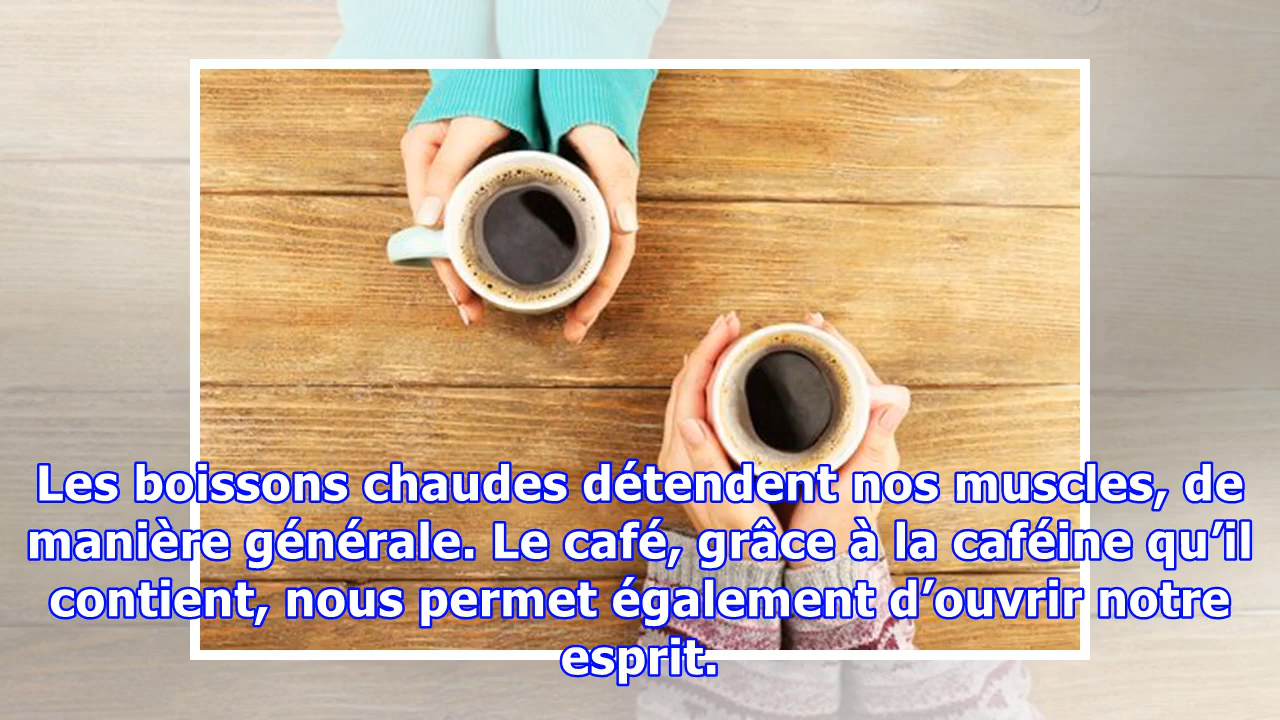 Les boissons chaudes détendent nos muscles, de
manière générale. Le café, grâce à la caféine qu’il
contient, nous permet également d’ouvrir notre
esprit.